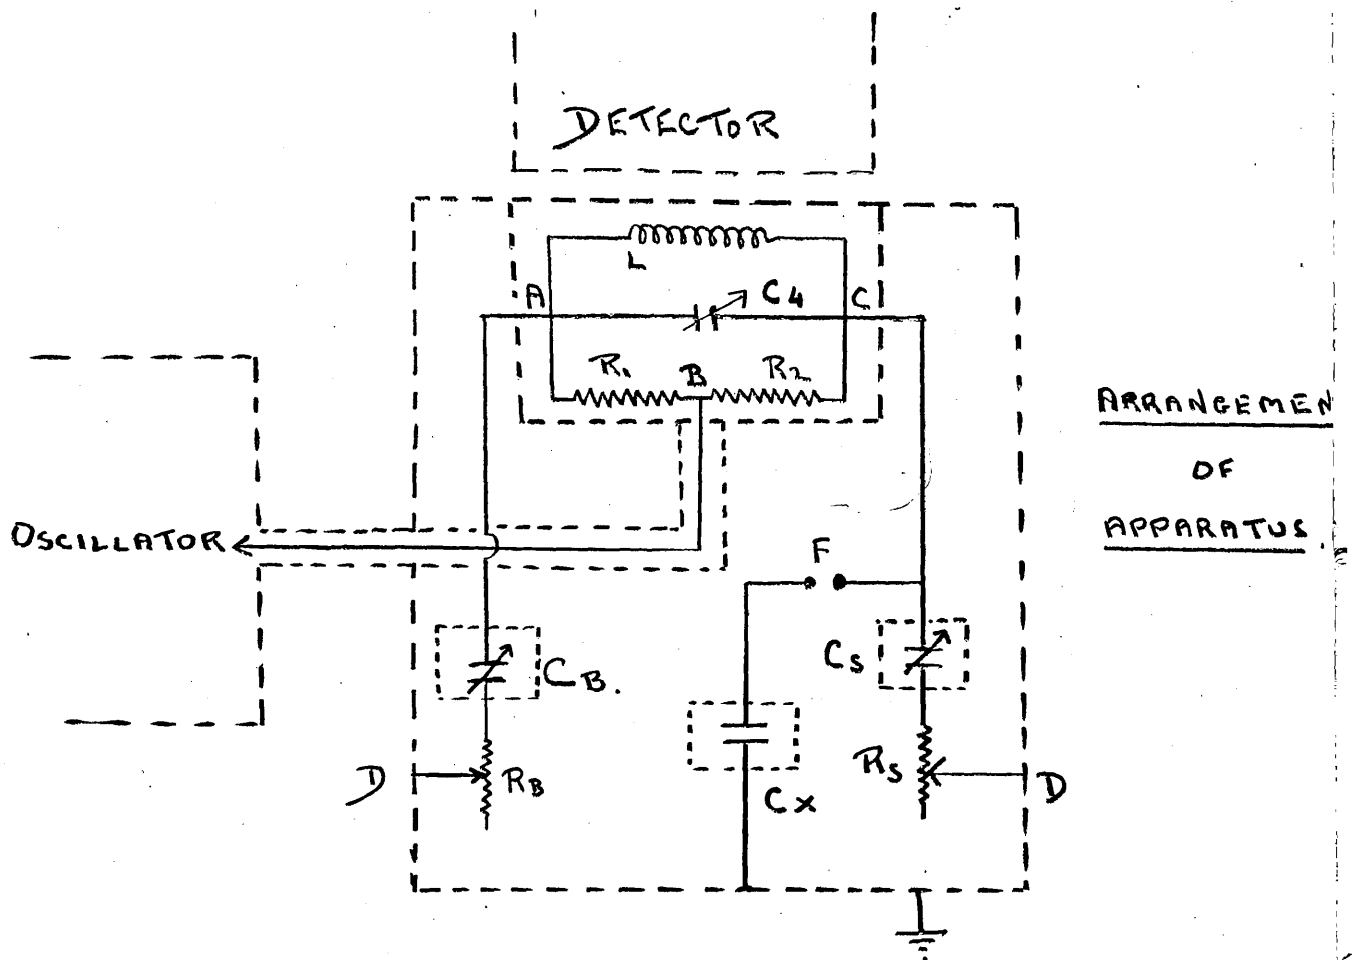 DETECTOR
L
A
C4
C
R1
B
R2
ARRANGEMEN
OF
APPARATUS.
OSCILLATOR
F
CB.
CS
D
RB
CX
RS
D